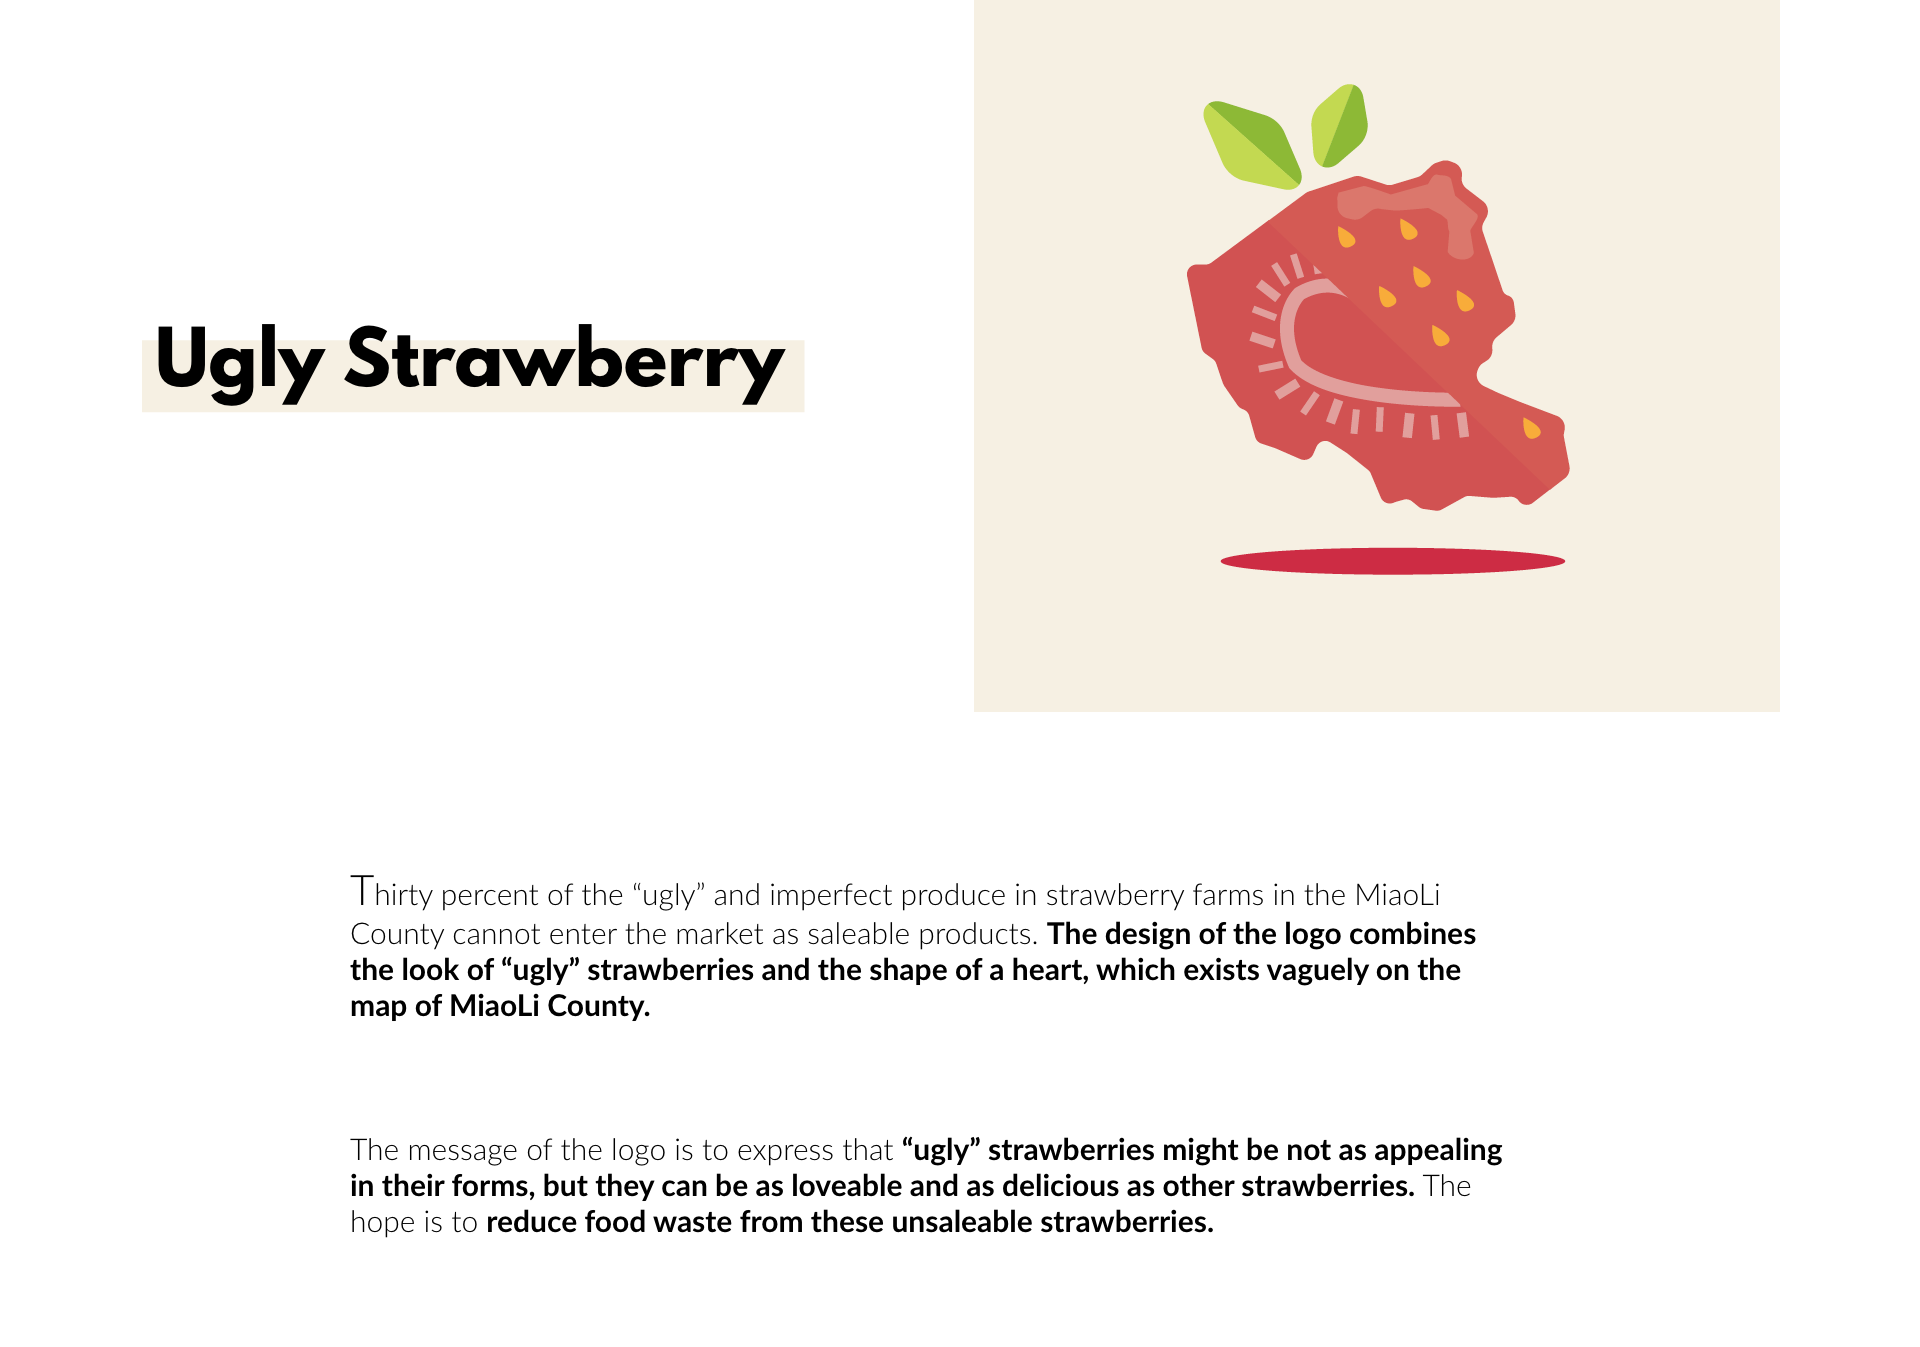 Ugly Strawberry
Thirty percent of the “ugly” and imperfect produce in strawberry farms in the MiaoLi
County cannot enter the market as saleable products. The design of the logo combines
the look of “ugly” strawberries and the shape of a heart, which exists vaguely on the
map of MiaoLi County.
The message of the logo is to express that “ugly” strawberries might be not as appealing
in their forms, but they can be as loveable and as delicious as other strawberries. The
hope is to reduce food waste from these unsaleable strawberries.